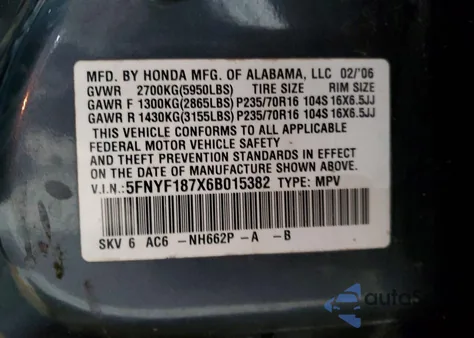 MFD. BY HONDA MFG. OF ALABAMA, LLC 02/'06
GVWR 2700KG(5950LBS) TIRE SIZE RIM SIZE
GAWR F 1300KG(2865LBS) P235/70R16 104S 16X6.5JJ
GAWR R 1430KG(3155LBS) P235/70R16 104S 16X6.5JJ
THIS VEHICLE CONFORMS TO ALL APPLICABLE
FEDERAL MOTOR VEHICLE SAFETY
AND THEFT PREVENTION STANDARDS IN EFFECT
ON THE DATE OF MANUFACTURE SHOWN ABOVE.
V.I.N.: 5FNYF187X6B015382 TYPE: MPV
SKV 6 AC6 -NH662P -A -B